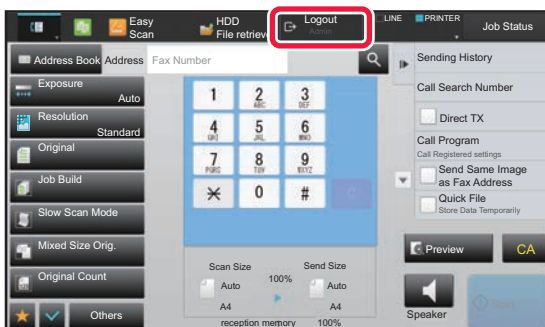 Easy
Scan
HDD
File retrieve
Logout
Admin
LINE
PRINTER
Job Status
Address Book
Address
Fax Number
Exposure
Auto
Resolution
Standard
Original
Job Build
Slow Scan Mode
Mixed Size Orig.
Original Count
Others
1
2
ABC
3
DEF
4
GHI
5
JKL
6
MNO
7
PQRS
8
TUV
9
WXYZ
0
#
C
Scan Size
Auto
A4
100%
Send Size
Auto
A4
reception memory 100%
Sending History
Call Search Number
Direct TX
Call Program
Call Registered settings
Send Same Image
as Fax Address
Quick File
Store Data Temporarily
Preview
CA
Speaker
Start